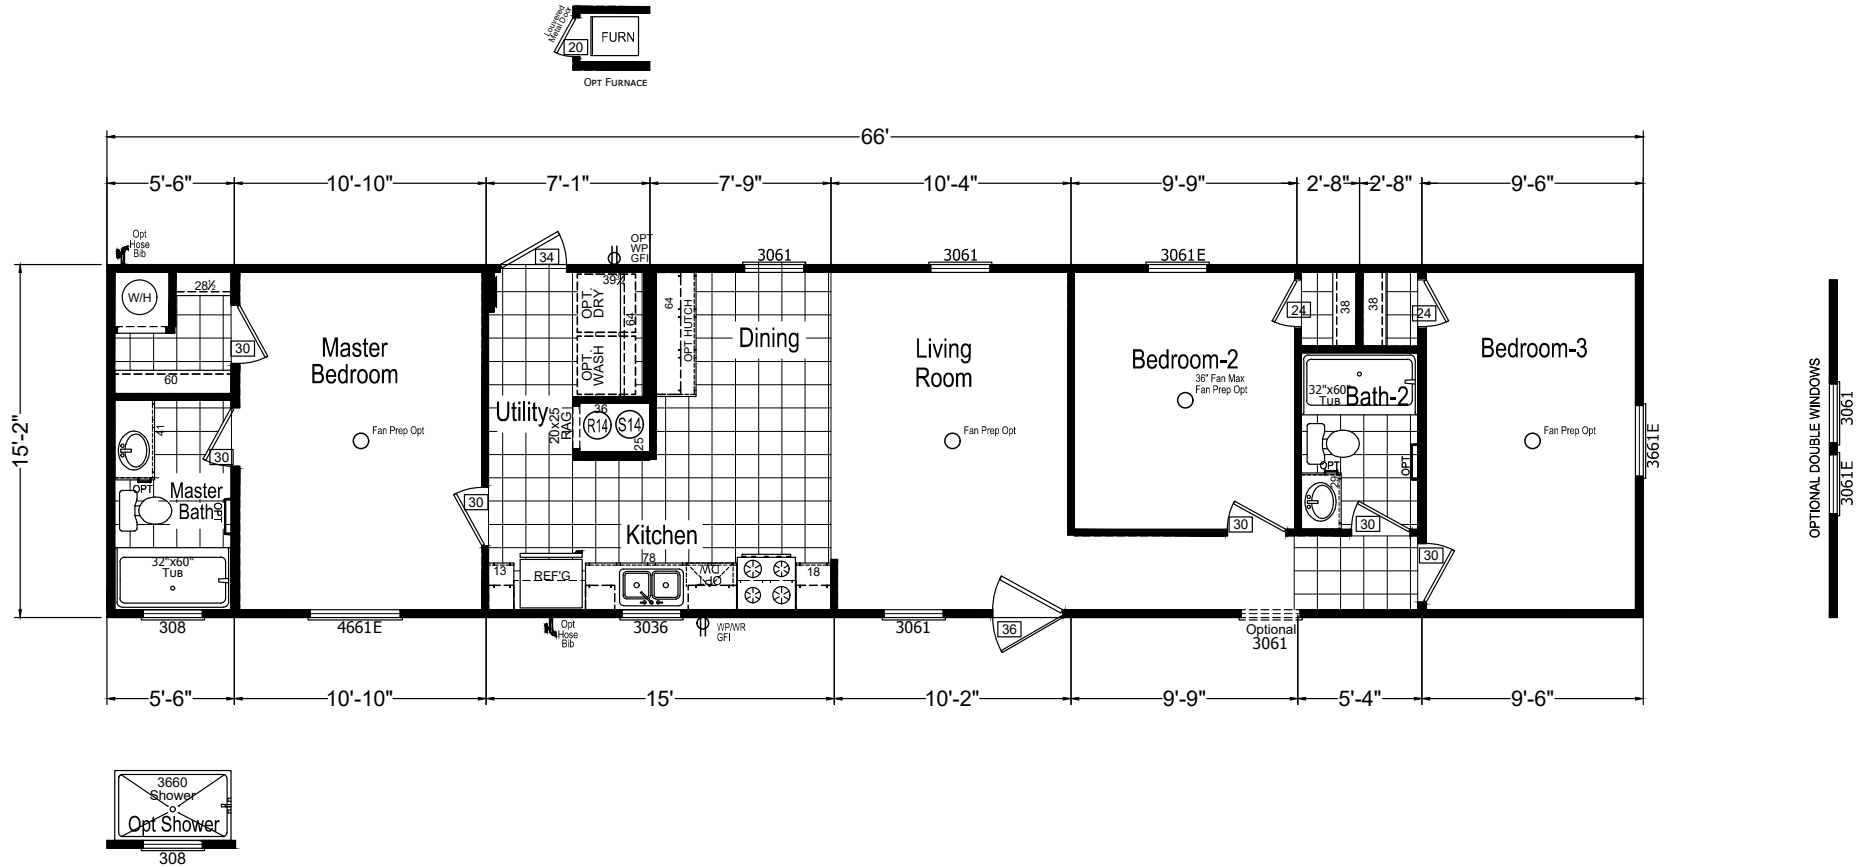 Louvered
Metal Door
20
FURN
OPT FURNACE
66'
5'-6"
10'-10"
7'-1"
7'-9"
10'-4"
9'-9"
2'-8"
2'-8"
9'-6"
Opt
Hose
Bib
34
OPT
WP
GFI
3061
3061
3061E
W/H
28½
30
60
Master
Bedroom
Fan Prep Opt
41
30
OPT
Master
Bath
OPT
32"x60"
TUB
308
4661E
30
Utility
OPT
DRY
39½
64
OPT
WASH
36
R14
S14
25
20x25
RAG
64
OPT HUTCH
Dining
Kitchen
13
REF'G
78
OPT
DW
18
Opt
Hose
Bib
3036
WP/WR
GFI
Living
Room
Fan Prep Opt
3061
36
Bedroom-2
36" Fan Max
Fan Prep Opt
30
24
38
38
24
32"x60"
TUB
Bath-2
OPT
OPT
30
30
Optional
3061
Bedroom-3
Fan Prep Opt
3661E
15'-2"
OPTIONAL DOUBLE WINDOWS
3061
3061E
5'-6"
10'-10"
15'
10'-2"
9'-9"
5'-4"
9'-6"
3660
Shower
Opt Shower
308